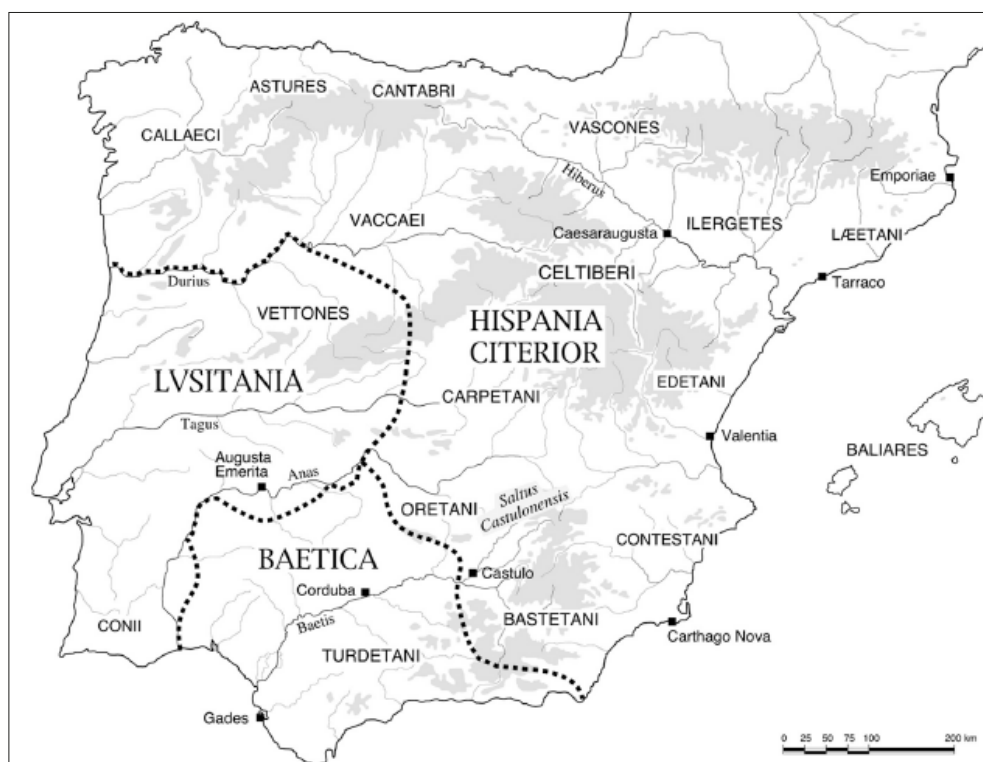 ASTURES
CANTABRI
CALLAECI
VASCONES
Hiberus
Emporiae
VACCAEI
Caesaraugusta
ILERGETES
LÆETANI
Durius
CELTIBERI
Tarraco
VETTONES
HISPANIA
CITERIOR
LVSITANIA
EDETANI
CARPETANI
Tagus
Valentia
BALIARES
Augusta
Emerita
Anas
ORETANI
Saltus
Castulonensis
CONTESTANI
BAETICA
Castulo
Corduba
BASTETANI
CONII
Baetis
Carthago Nova
TURDETANI
Gades
0 25 50 75 100 200 km